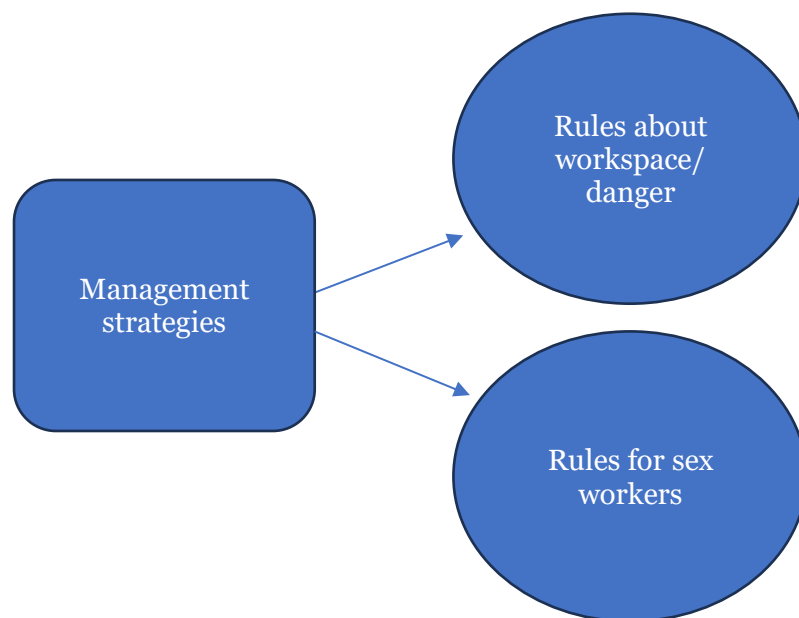 Rules about
workspace/
danger
Management
strategies
Rules for sex
workers